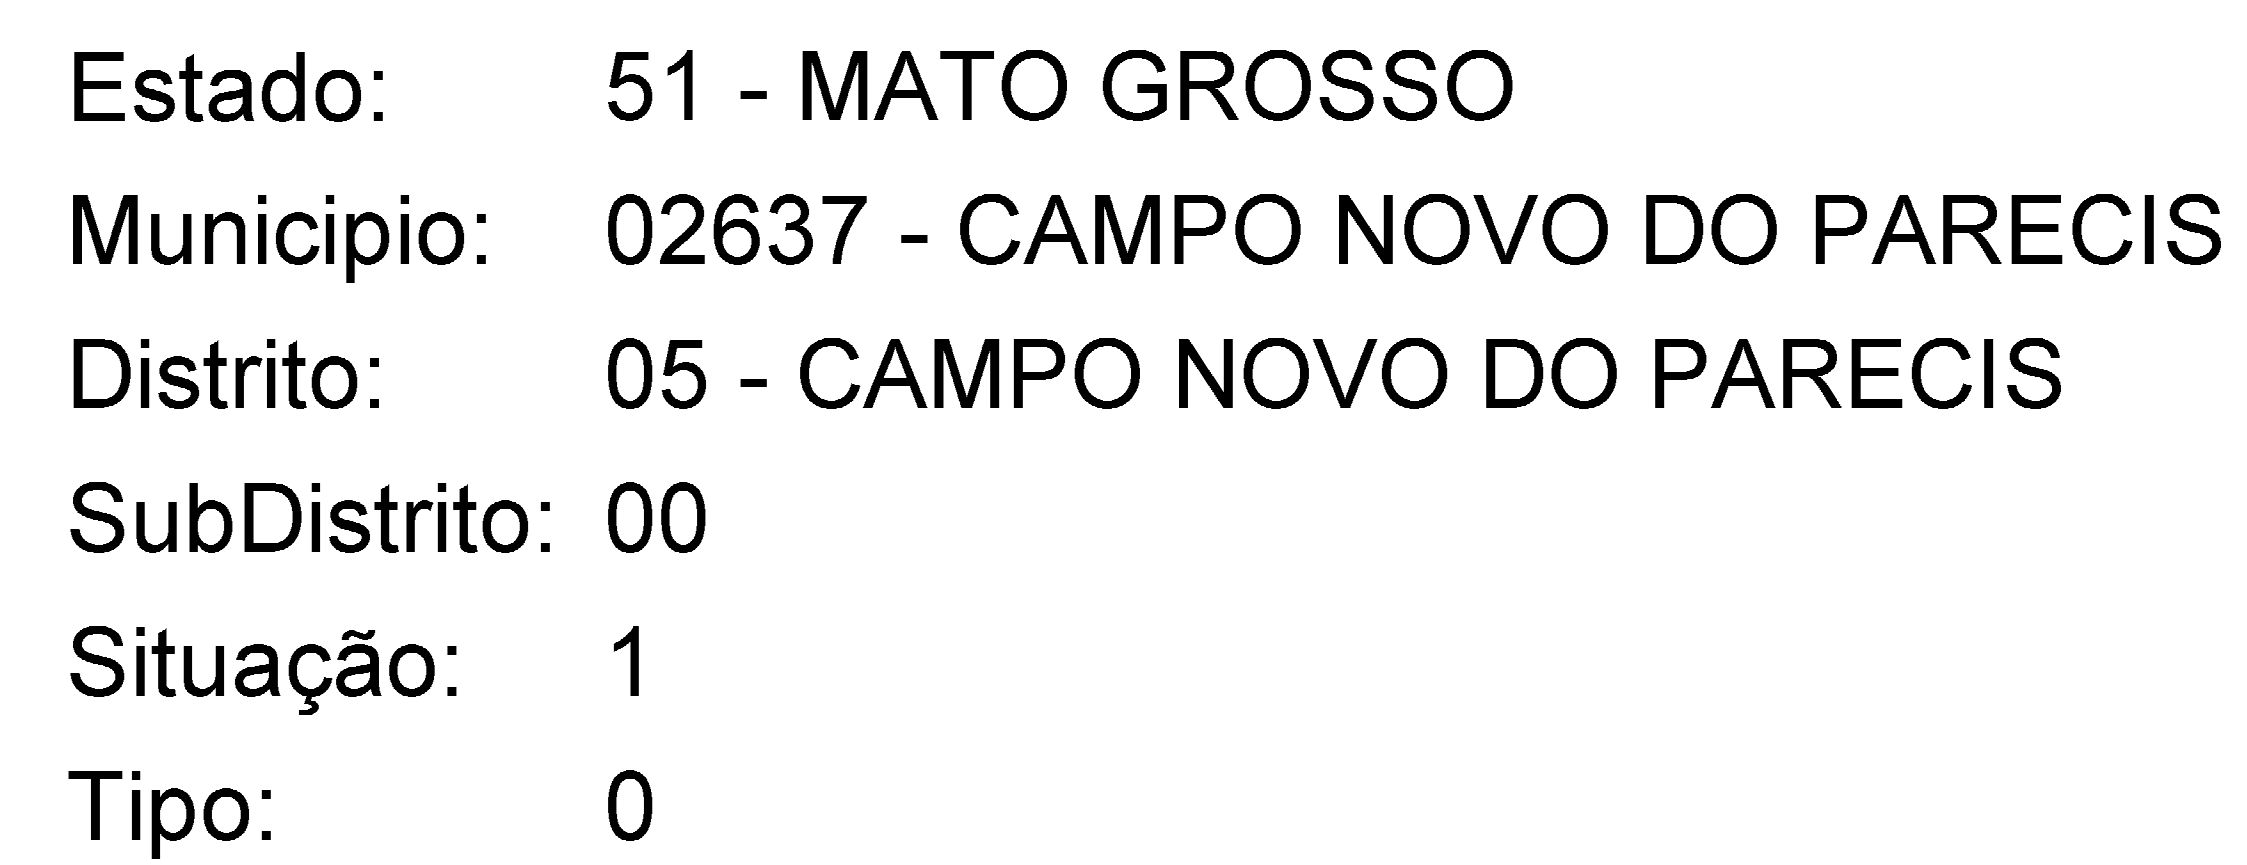 Estado: 51 - MATO GROSSO
Municipio: 02637 - CAMPO NOVO DO PARECIS
Distrito: 05 - CAMPO NOVO DO PARECIS
SubDistrito: 00
Situação: 1
Tipo: 0